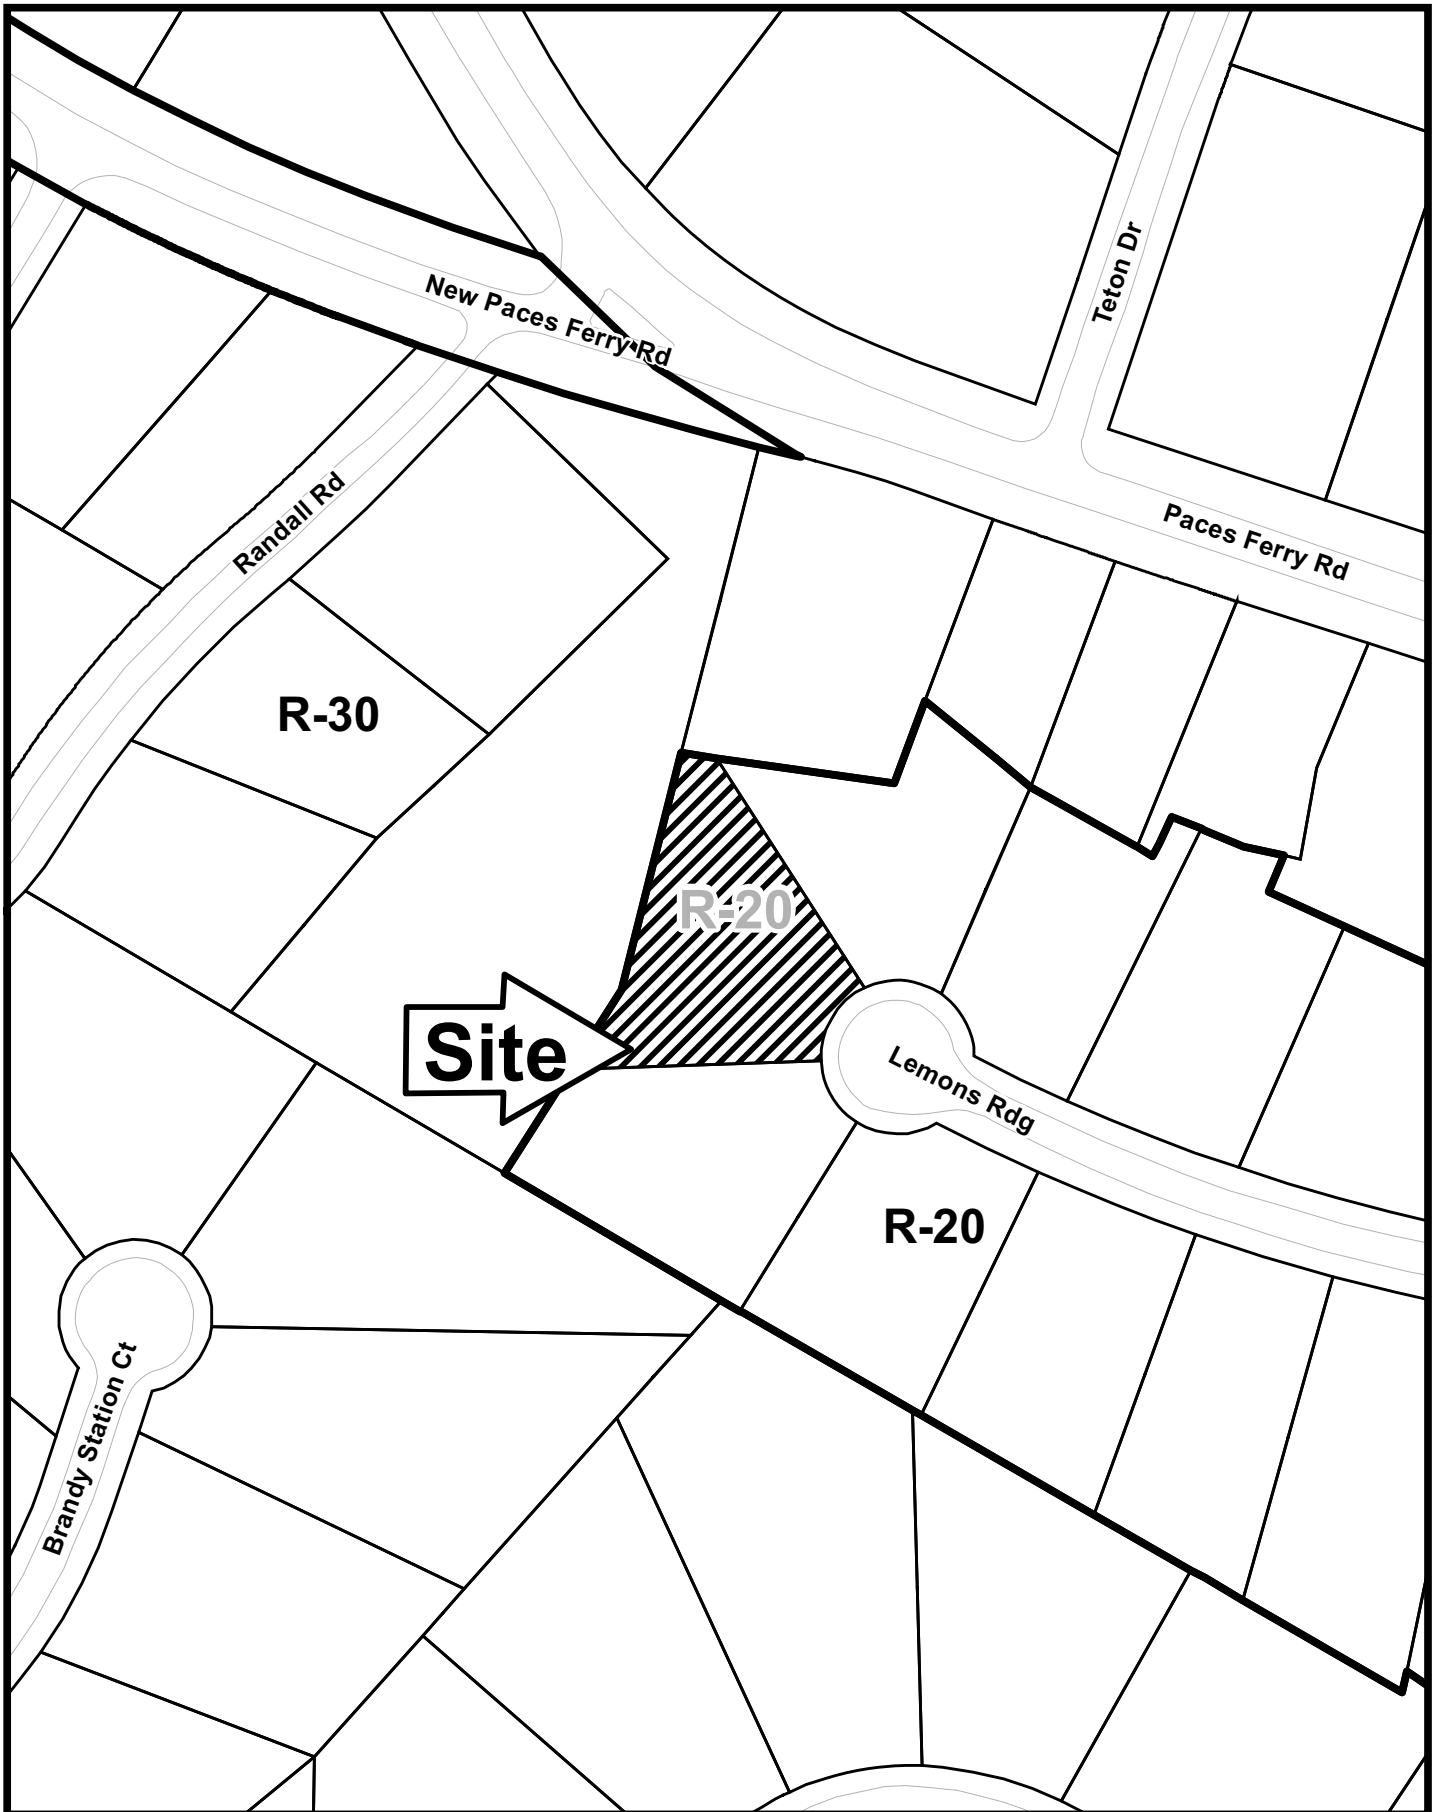 Teton Dr
New Paces Ferry Rd
Randall Rd
Paces Ferry Rd
R-30
R-20
Site
Lemons Rdg
R-20
Brandy Station Ct